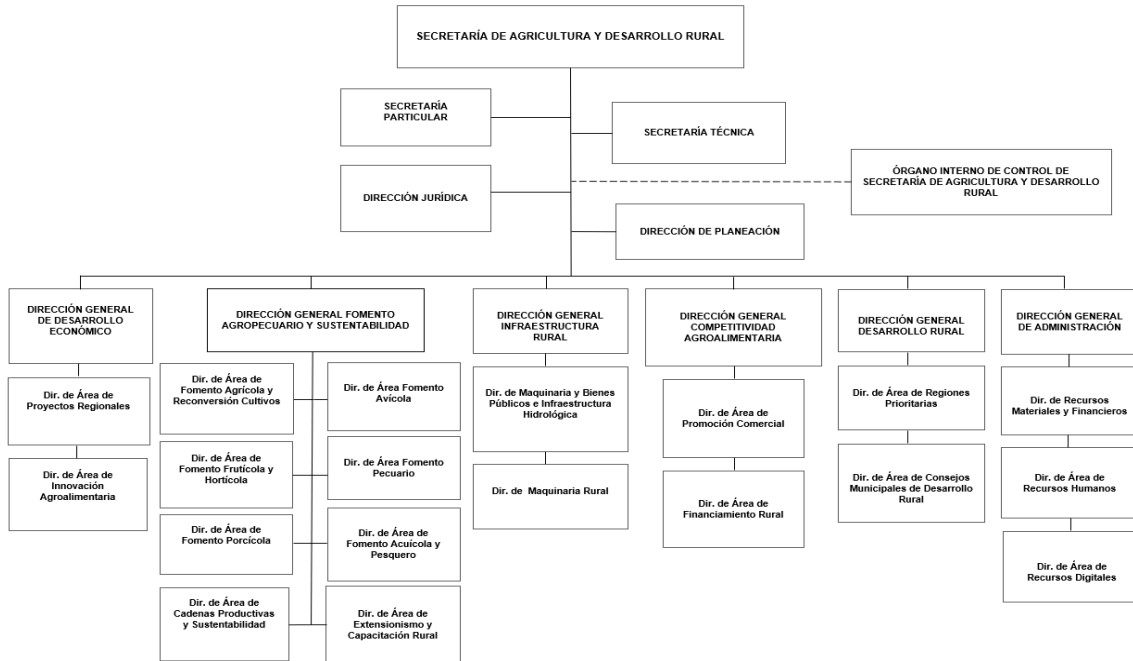 SECRETARÍA DE AGRICULTURA Y DESARROLLO RURAL
SECRETARÍA
PARTICULAR
SECRETARÍA TÉCNICA
ÓRGANO INTERNO DE CONTROL DE
SECRETARÍA DE AGRICULTURA Y DESARROLLO
RURAL
DIRECCIÓN JURÍDICA
DIRECCIÓN DE PLANEACIÓN
DIRECCIÓN GENERAL
DE DESARROLLO
ECONÓMICO
DIRECCIÓN GENERAL FOMENTO
AGROPECUARIO Y SUSTENTABILIDAD
DIRECCIÓN GENERAL
INFRAESTRUCTURA
RURAL
DIRECCIÓN GENERAL
COMPETITIVIDAD
AGROALIMENTARIA
DIRECCIÓN GENERAL
DESARROLLO RURAL
DIRECCIÓN GENERAL
DE ADMINISTRACIÓN
Dir. de Área de
Proyectos Regionales
Dir. de Área de
Innovación
Agroalimentaria
Dir. de Área de
Fomento Agrícola y
Reconversión Cultivos
Dir. de Área Fomento
Avícola
Dir. de Área de
Fomento Frutícola y
Hortícola
Dir. de Área Fomento
Pecuario
Dir. de Área de
Fomento Porcícola
Dir. de Área de
Fomento Acuícola y
Pesquero
Dir. de Área de
Cadenas Productivas
y Sustentabilidad
Dir. de Área de
Extensionismo y
Capacitación Rural
Dir. de Maquinaria y Bienes
Públicos e Infraestructura
Hidrológica
Dir. de Maquinaria Rural
Dir. de Área de
Promoción Comercial
Dir. de Área de
Financiamiento Rural
Dir. de Área de Regiones
Prioritarias
Dir. de Área de Consejos
Municipales de Desarrollo
Rural
Dir. de Recursos
Materiales y Financieros
Dir. de Área de
Recursos Humanos
Dir. de Área de
Recursos Digitales